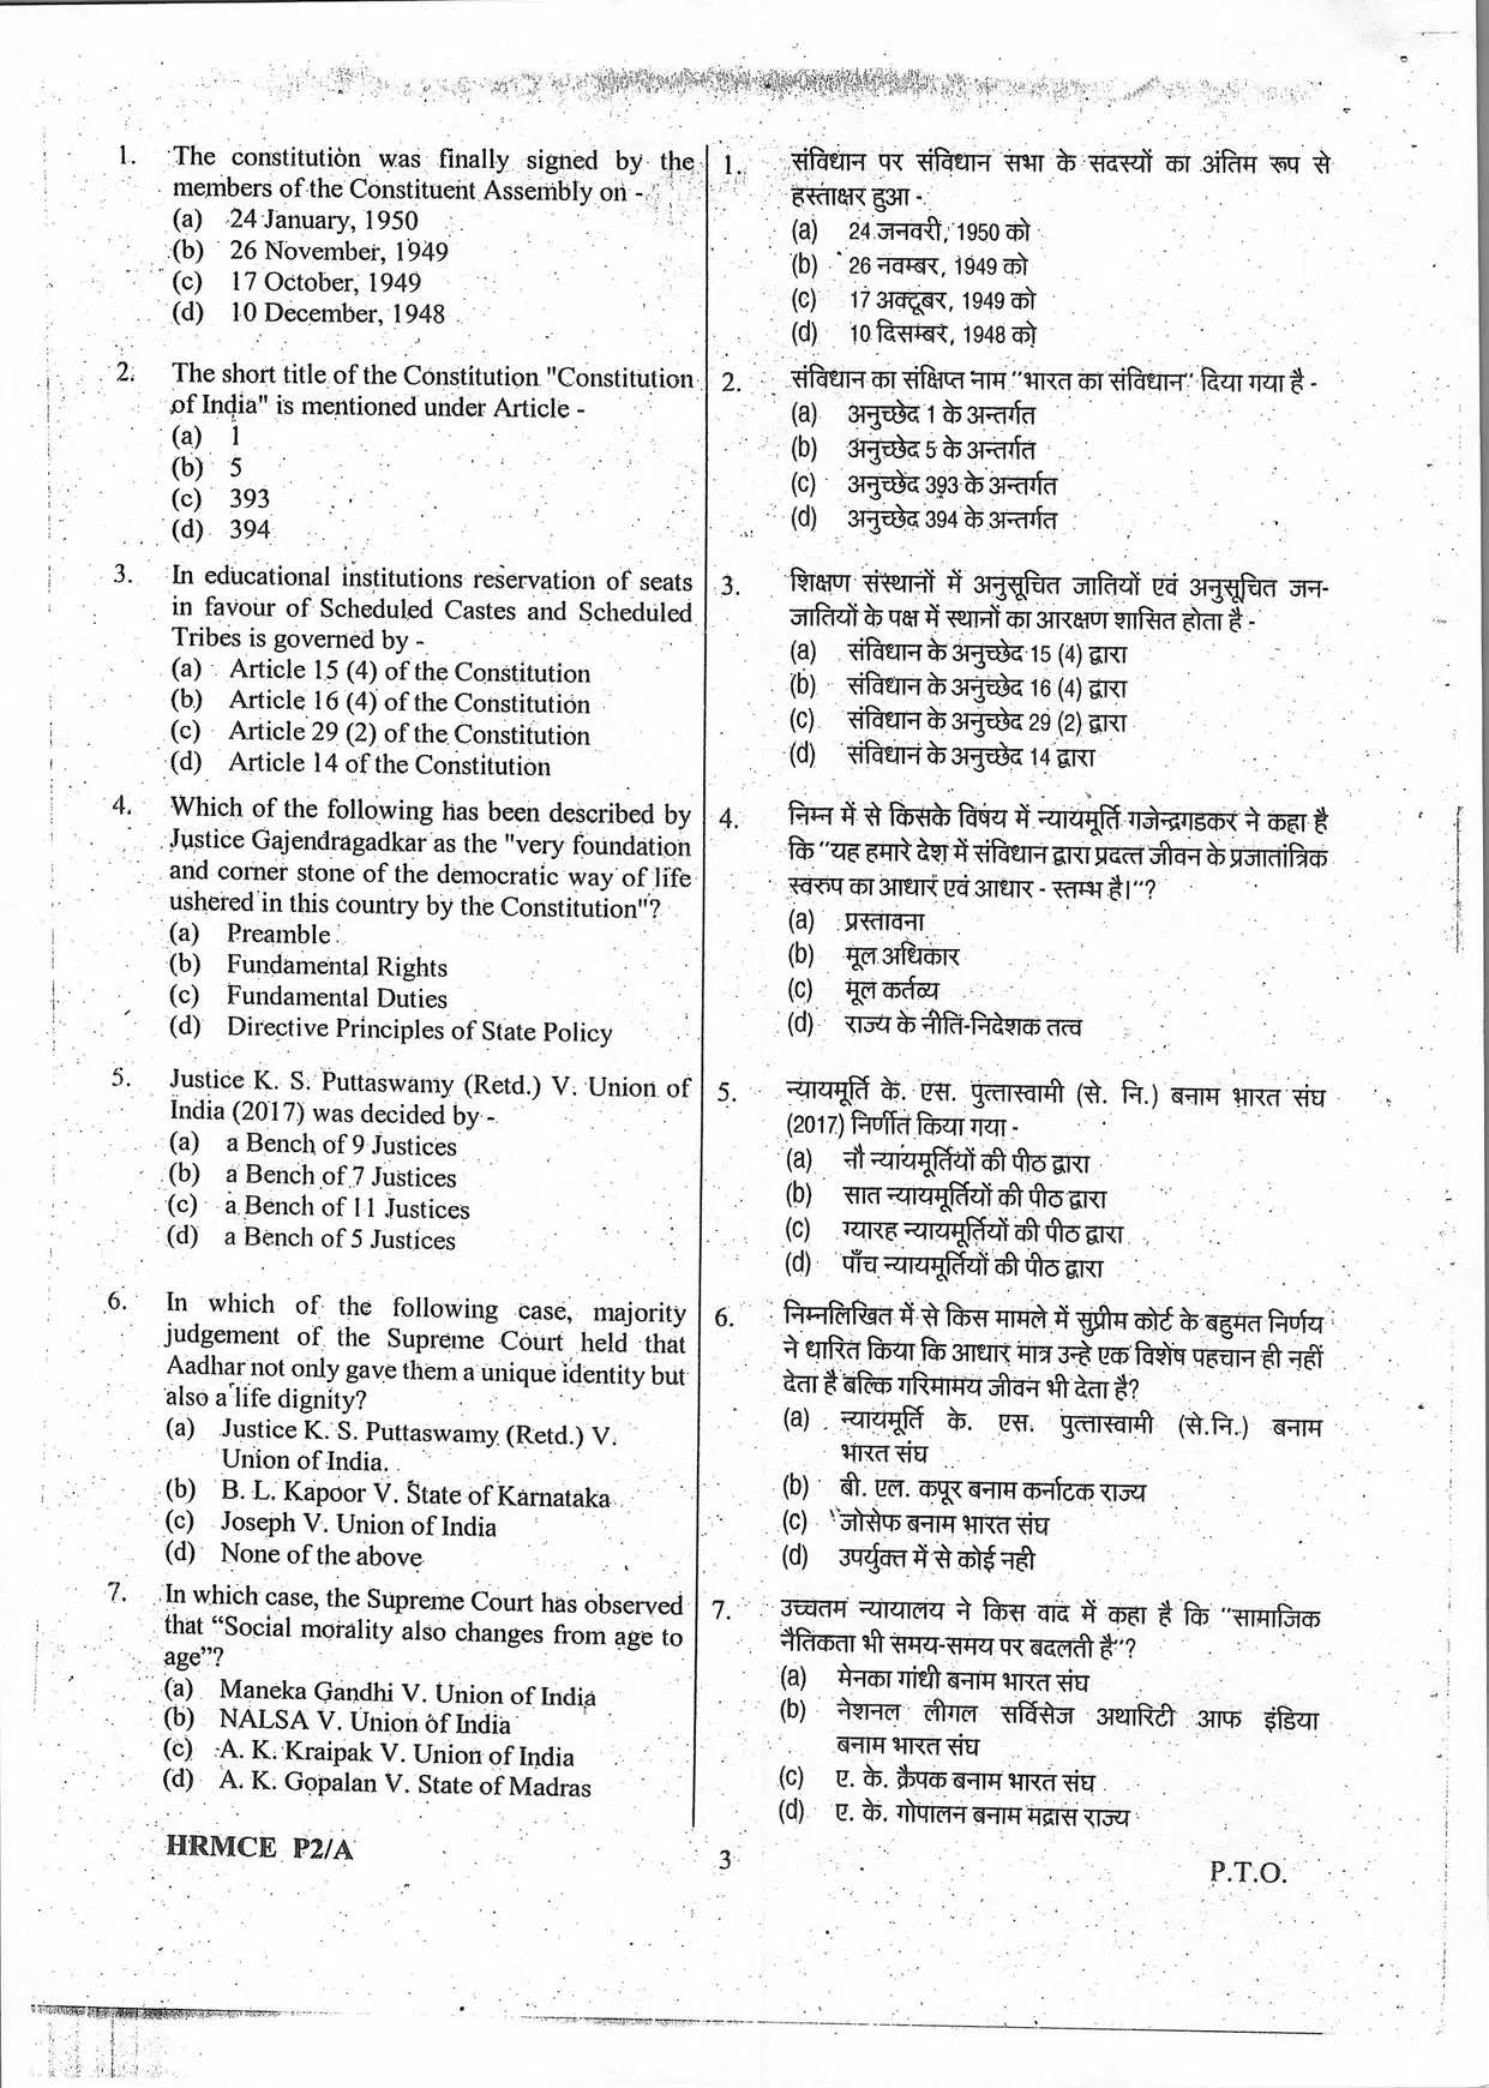 1. The constitution was finally signed by the
members of the Constituent Assembly on -
(a) 24 January, 1950
(b) 26 November, 1949
(c) 17 October, 1949
(d) 10 December, 1948
2. The short title of the Constitution "Constitution
of India" is mentioned under Article -
(a) 1
(b) 5
(c) 393
(d) 394
3. In educational institutions reservation of seats
in favour of Scheduled Castes and Scheduled
Tribes is governed by -
(a) Article 15 (4) of the Constitution
(b) Article 16 (4) of the Constitution
(c) Article 29 (2) of the Constitution
(d) Article 14 of the Constitution
4. Which of the following has been described by
Justice Gajendragadkar as the "very foundation
and corner stone of the democratic way of life
ushered in this country by the Constitution"?
(a) Preamble
(b) Fundamental Rights
(c) Fundamental Duties
(d) Directive Principles of State Policy
5. Justice K. S. Puttaswamy (Retd.) V. Union of
India (2017) was decided by -
(a) a Bench of 9 Justices
(b) a Bench of 7 Justices
(c) a Bench of 11 Justices
(d) a Bench of 5 Justices
6. In which of the following case, majority
judgement of the Supreme Court held that
Aadhar not only gave them a unique identity but
also a life dignity?
(a) Justice K. S. Puttaswamy (Retd.) V.
Union of India.
(b) B. L. Kapoor V. State of Karnataka
(c) Joseph V. Union of India
(d) None of the above
7. In which case, the Supreme Court has observed
that “Social morality also changes from age to
age”?
(a) Maneka Gandhi V. Union of India
(b) NALSA V. Union of India
(c) A. K. Kraipak V. Union of India
(d) A. K. Gopalan V. State of Madras
1. संविधान पर संविधान सभा के सदस्यों का अंतिम रूप से
हस्ताक्षर हुआ -
(a) 24 जनवरी, 1950 को
(b) 26 नवम्बर, 1949 को
(c) 17 अक्टूबर, 1949 को
(d) 10 दिसम्बर, 1948 को
2. संविधान का संक्षिप्त नाम "भारत का संविधान" दिया गया है -
(a) अनुच्छेद 1 के अन्तर्गत
(b) अनुच्छेद 5 के अन्तर्गत
(c) अनुच्छेद 393 के अन्तर्गत
(d) अनुच्छेद 394 के अन्तर्गत
3. शिक्षण संस्थानों में अनुसूचित जातियों एवं अनुसूचित जन-
जातियों के पक्ष में स्थानों का आरक्षण शासित होता है -
(a) संविधान के अनुच्छेद 15 (4) द्वारा
(b) संविधान के अनुच्छेद 16 (4) द्वारा
(c) संविधान के अनुच्छेद 29 (2) द्वारा
(d) संविधान के अनुच्छेद 14 द्वारा
4. निम्न में से किसके विषय में न्यायमूर्ति गजेन्द्रगडकर ने कहा है
कि "यह हमारे देश में संविधान द्वारा प्रदत्त जीवन के प्रजातांत्रिक
स्वरुप का आधार एवं आधार - स्तम्भ है।"?
(a) प्रस्तावना
(b) मूल अधिकार
(c) मूल कर्तव्य
(d) राज्य के नीति-निदेशक तत्व
5. न्यायमूर्ति के. एस. पुत्तास्वामी (से. नि.) बनाम भारत संघ
(2017) निर्णीत किया गया -
(a) नौ न्यायमूर्तियों की पीठ द्वारा
(b) सात न्यायमूर्तियों की पीठ द्वारा
(c) ग्यारह न्यायमूर्तियों की पीठ द्वारा
(d) पाँच न्यायमूर्तियों की पीठ द्वारा
6. निम्नलिखित में से किस मामले में सुप्रीम कोर्ट के बहुमत निर्णय
ने धारित किया कि आधार मात्र उन्हे एक विशेष पहचान ही नहीं
देता है बल्कि गरिमामय जीवन भी देता है?
(a) न्यायमूर्ति के. एस. पुत्तास्वामी (से.नि.) बनाम
भारत संघ
(b) बी. एल. कपूर बनाम कर्नाटक राज्य
(c) जोसेफ बनाम भारत संघ
(d) उपर्युक्त में से कोई नही
7. उच्चतम न्यायालय ने किस वाद में कहा है कि "सामाजिक
नैतिकता भी समय-समय पर बदलती है"?
(a) मेनका गांधी बनाम भारत संघ
(b) नेशनल लीगल सर्विसेज अथारिटी आफ इंडिया
बनाम भारत संघ
(c) ए. के. क्रैपक बनाम भारत संघ
(d) ए. के. गोपालन बनाम मद्रास राज्य
HRMCE P2/A
3
P.T.O.